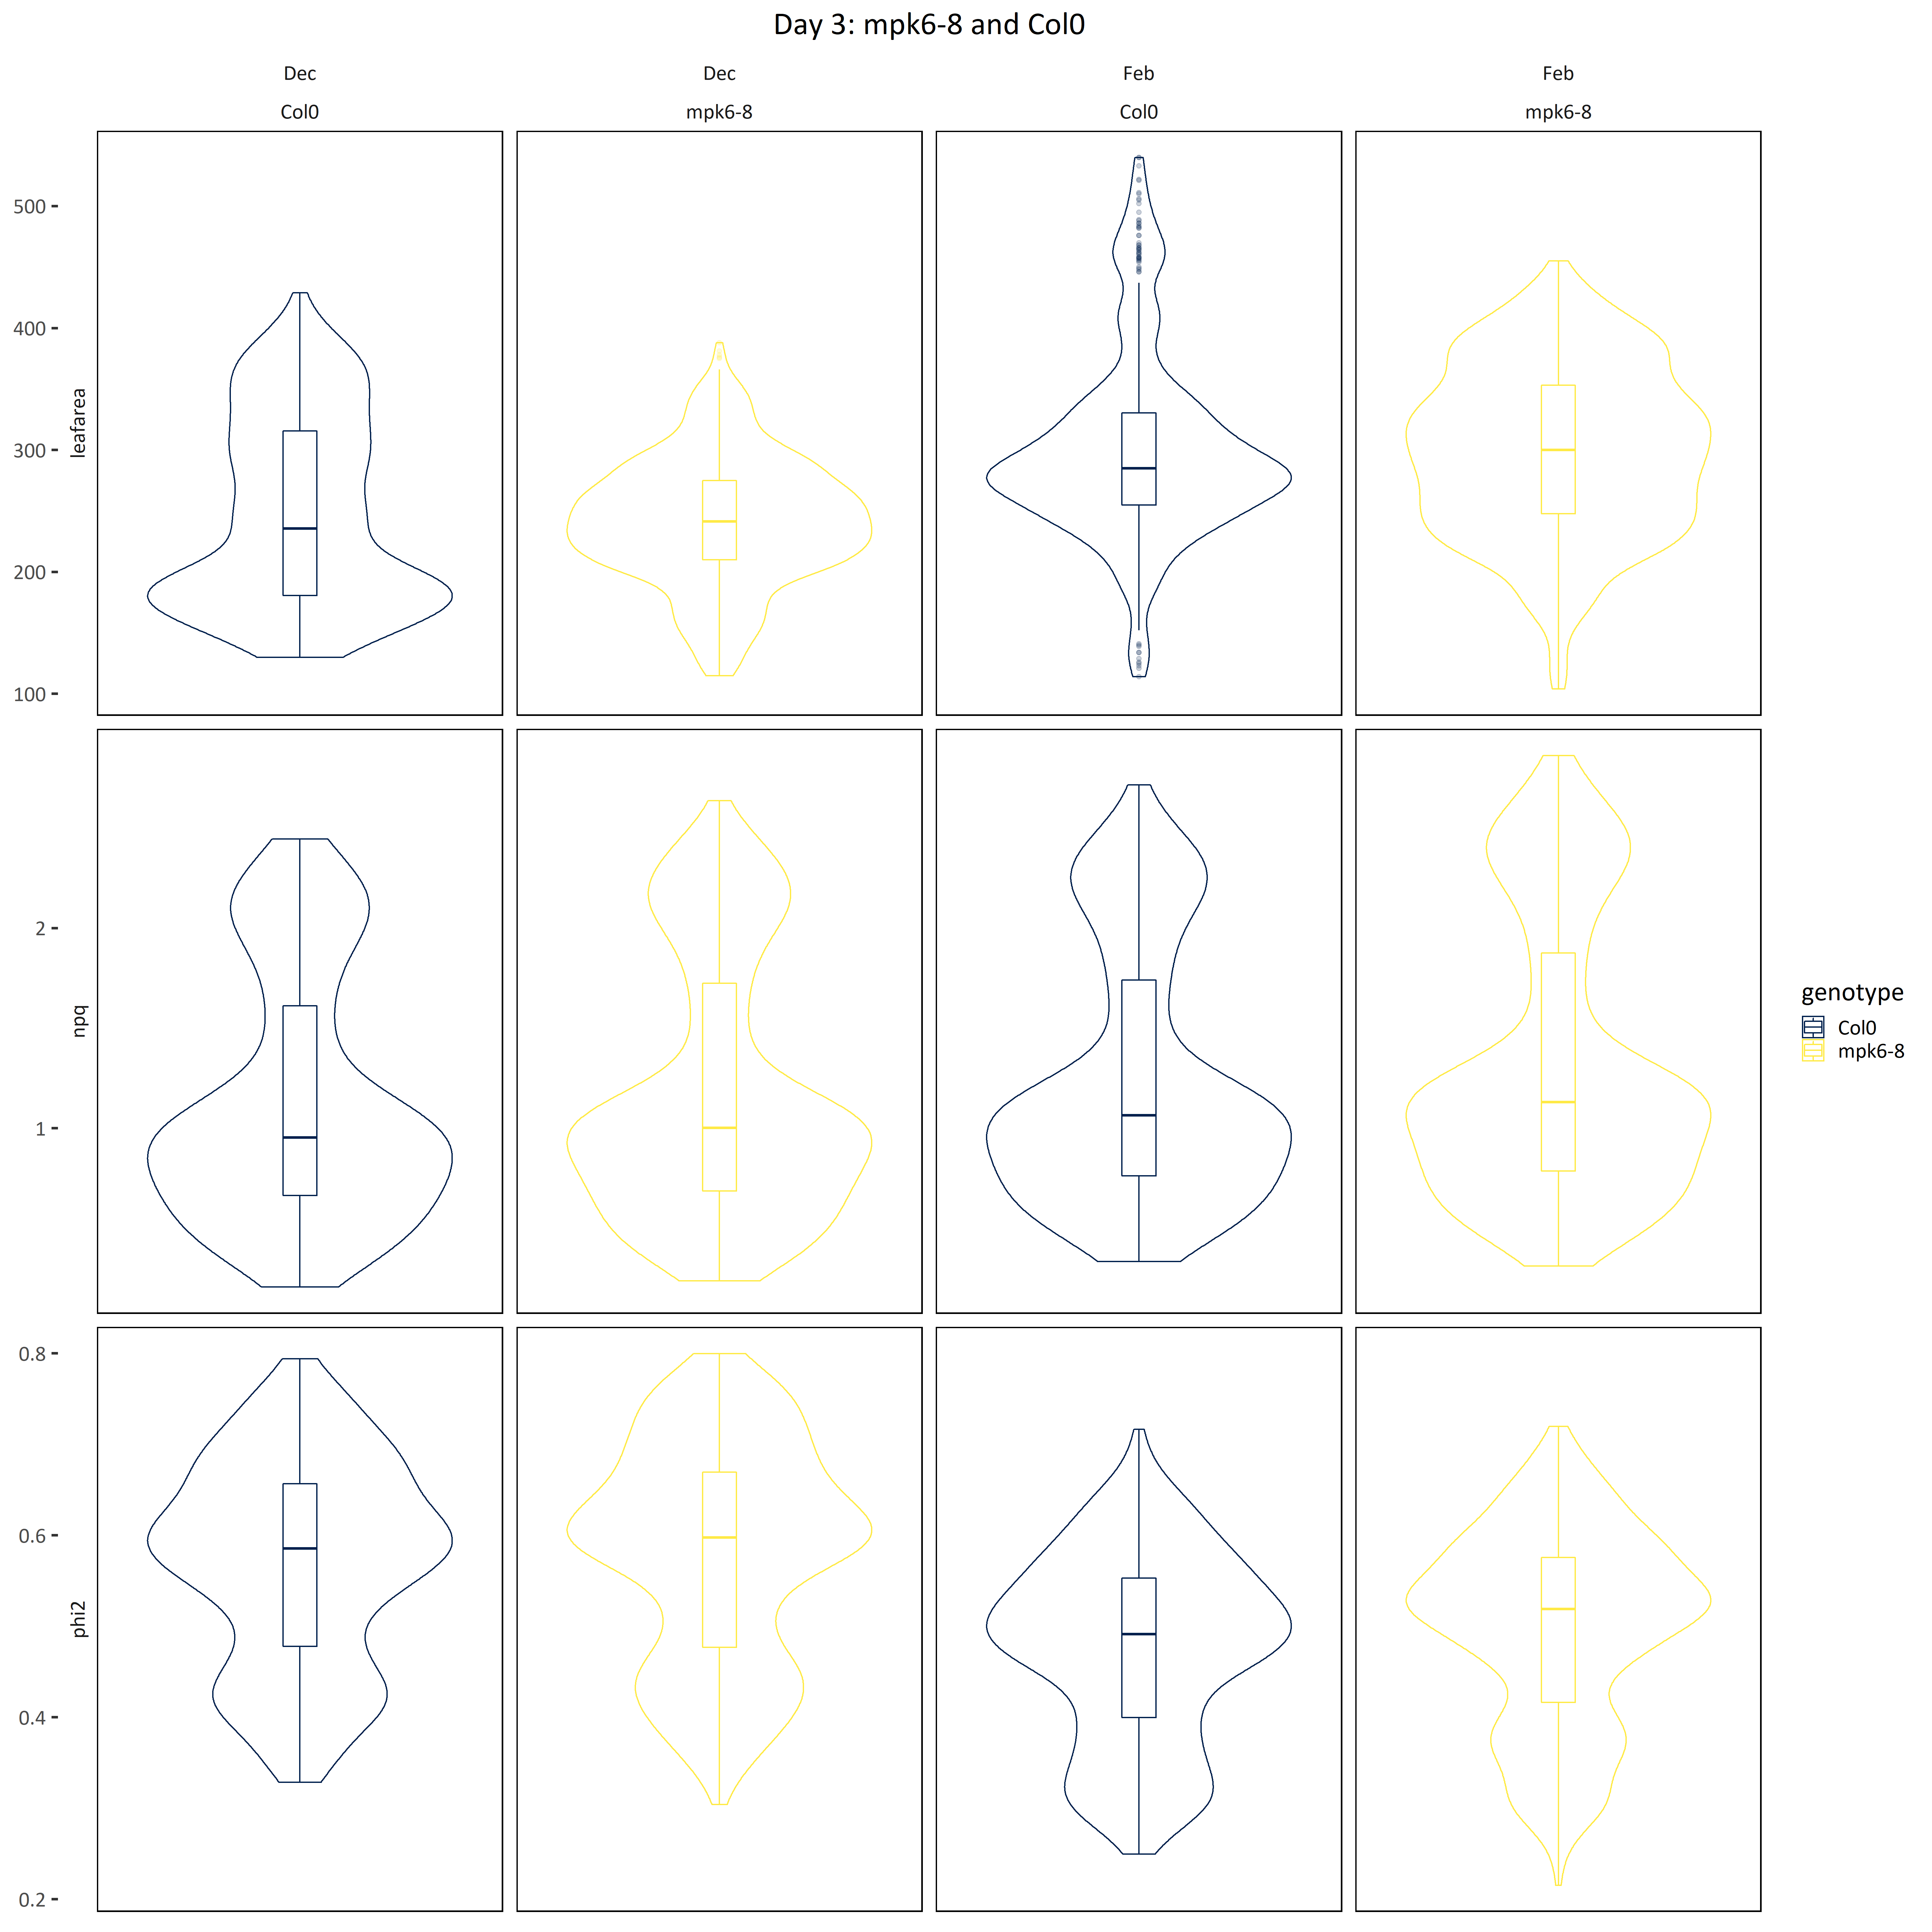 Day 3: mpk6-8 and Col0
Dec Dec Feb Feb
Col0 mpk6-8 Col0 mpk6-8
500
400
leafarea
300
200
100
2
npq
1
genotype
Col0
mpk6-8
0.8
0.6
phi2
0.4
0.2